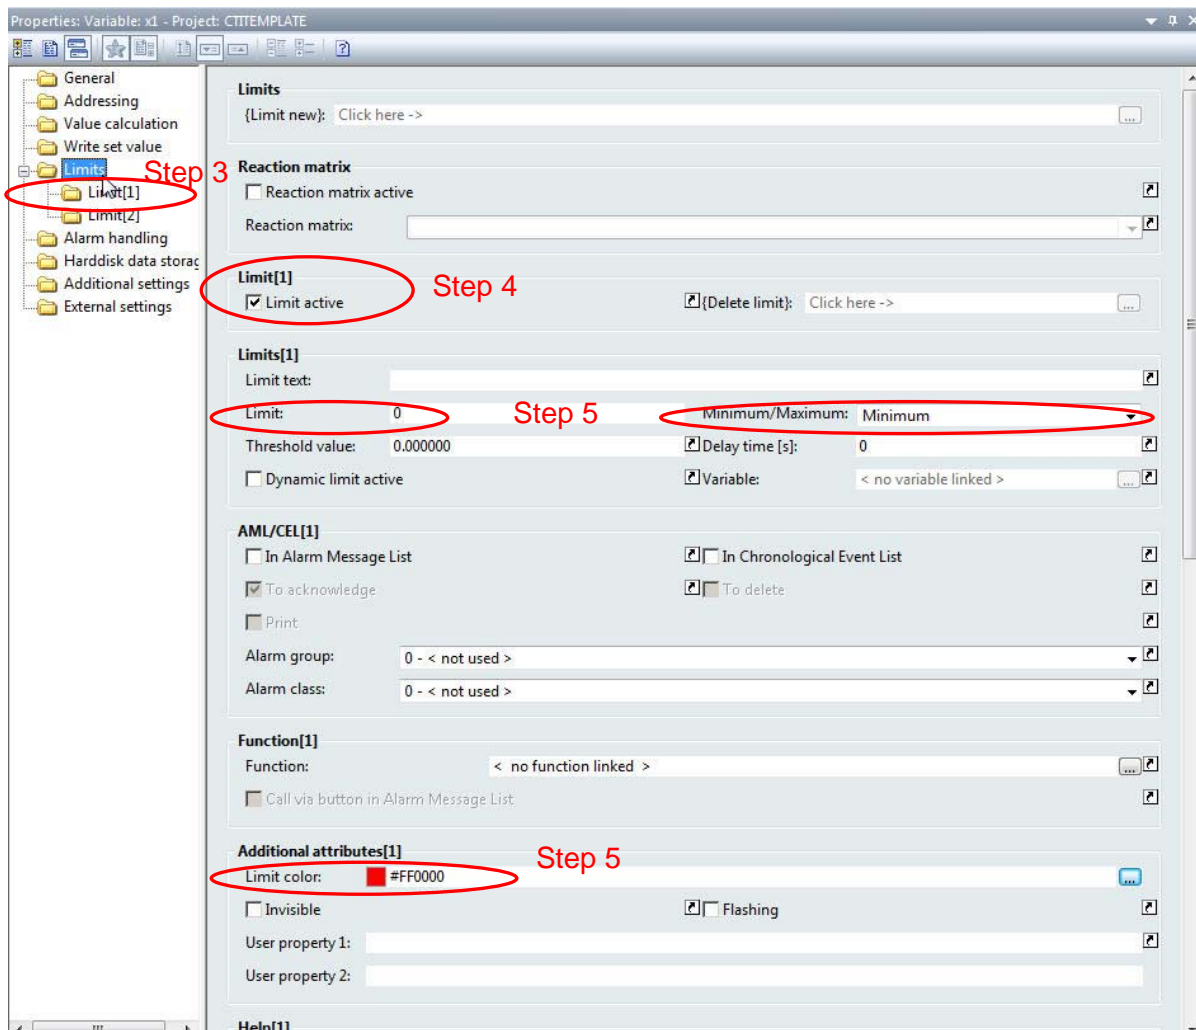 Properties: Variable: x1 - Project: CTITEMPLATE
General
Addressing
Value calculation
Write set value
Limits
Step 3
Limit[1]
Limit[2]
Alarm handling
Harddisk data storag
Additional settings
External settings
Limits
{Limit new}: Click here ->
Reaction matrix
Reaction matrix active
Reaction matrix:
Limit[1]
Step 4
Limit active {Delete limit}: Click here ->
Limits[1]
Limit text:
Limit: 0 Step 5 Minimum/Maximum: Minimum
Threshold value: 0.000000 Delay time [s]: 0
Dynamic limit active Variable: < no variable linked >
AML/CEL[1]
In Alarm Message List In Chronological Event List
To acknowledge To delete
Print
Alarm group: 0 - < not used >
Alarm class: 0 - < not used >
Function[1]
Function: < no function linked >
Call via button in Alarm Message List
Additional attributes[1]
Step 5
Limit color: #FF0000
Invisible Flashing
User property 1:
User property 2:
Help[1]